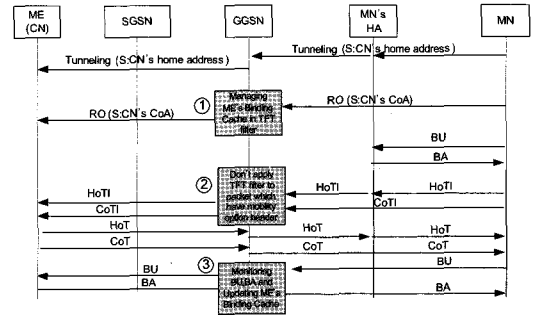 ME
(CN)
SGSN
GGSN
MN's
HA
MN
Tunneling (S:CN's home address)
Tunneling (S:CN's home address)
① Managing
ME's Binding
Cache in TFT
filter
RO (S:CN's CoA)
RO (S:CN's CoA)
BU
BA
② Don't apply
TFT filter to
packet which
have mobility
option header
HoTI
HoTI
HoTI
CoTI
CoTI
HoT
HoT
HoT
CoT
CoT
CoT
BU
BU
③ Monitoring
BU,BA and
Updating ME's
Binding Cache
BA
BA